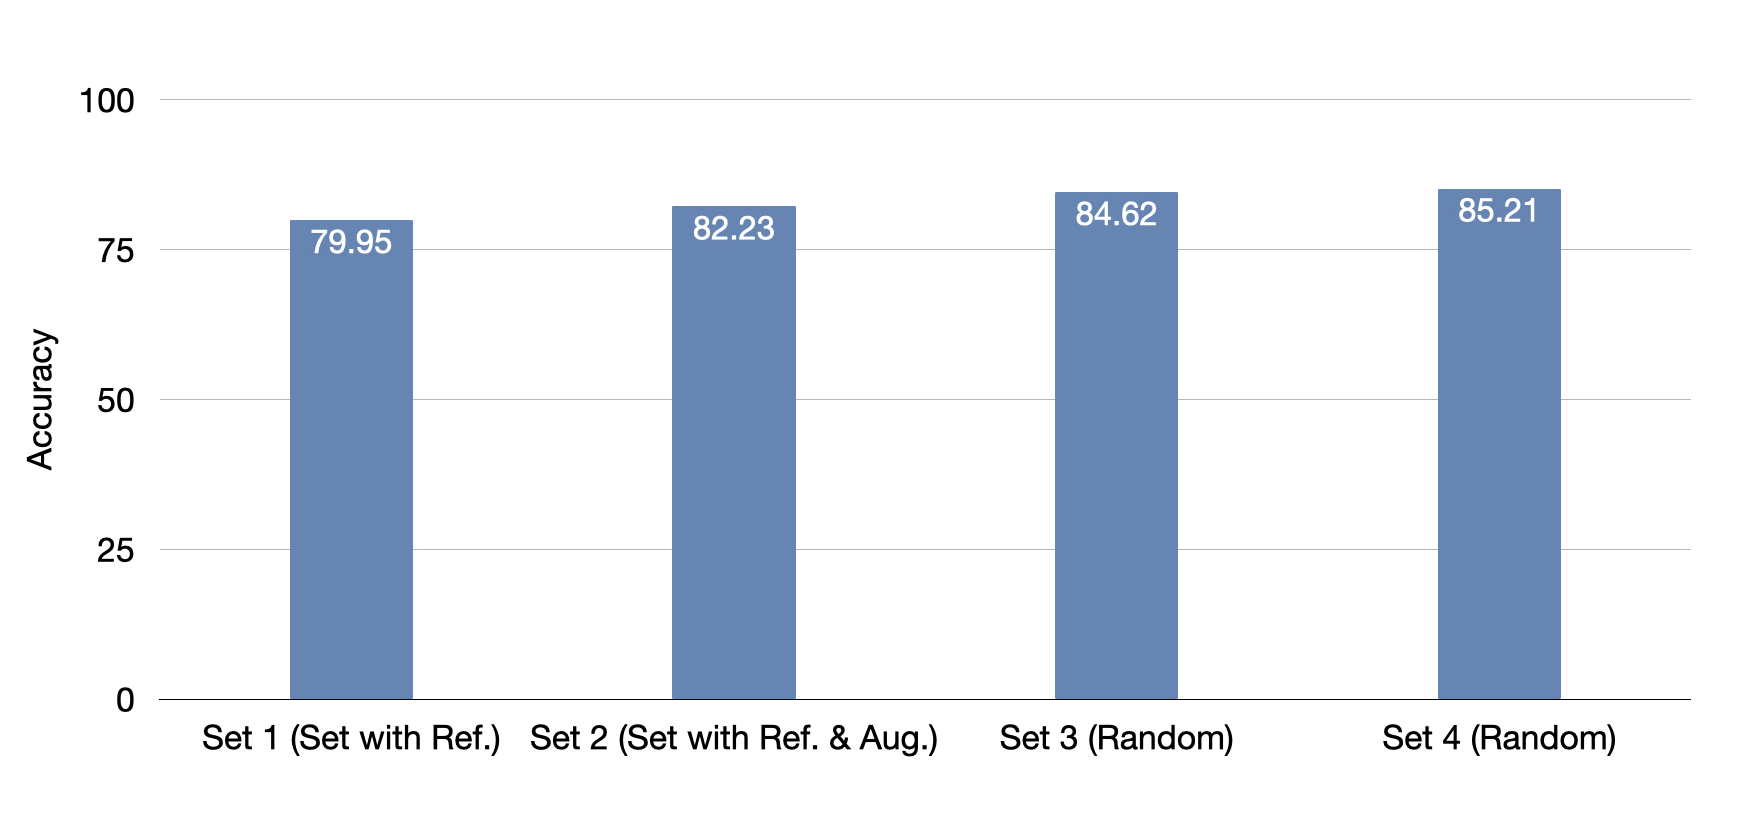 100
75
50
25
0
Accuracy
79.95
82.23
84.62
85.21
Set 1 (Set with Ref.)
Set 2 (Set with Ref. & Aug.)
Set 3 (Random)
Set 4 (Random)